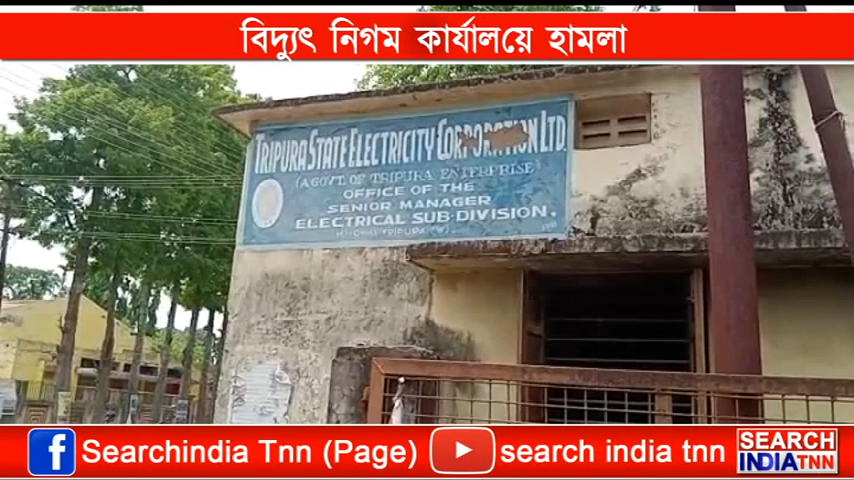 বিদ্যুৎ নিগম কার্যালয়ে হামলা
TRIPURA STATE ELECTRICITY CORPORATION LTD.
(A GOVT. OF TRIPURA ENTERPRISE)
OFFICE OF THE
SENIOR MANAGER
ELECTRICAL SUB-DIVISION.
TRIPURA (W)
Searchindia Tnn (Page)
search india tnn
SEARCH
INDIATNN